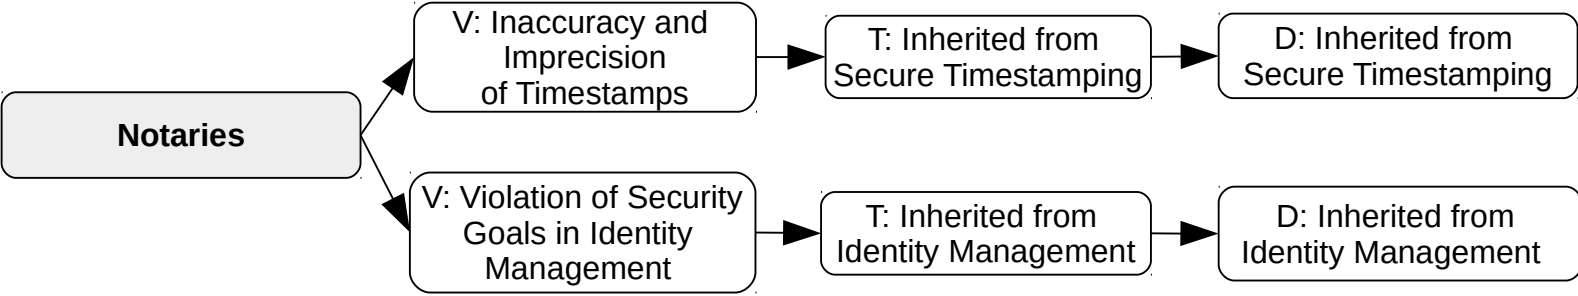 Notaries
V: Inaccuracy and
Imprecision
of Timestamps
T: Inherited from
Secure Timestamping
D: Inherited from
Secure Timestamping
V: Violation of Security
Goals in Identity
Management
T: Inherited from
Identity Management
D: Inherited from
Identity Management